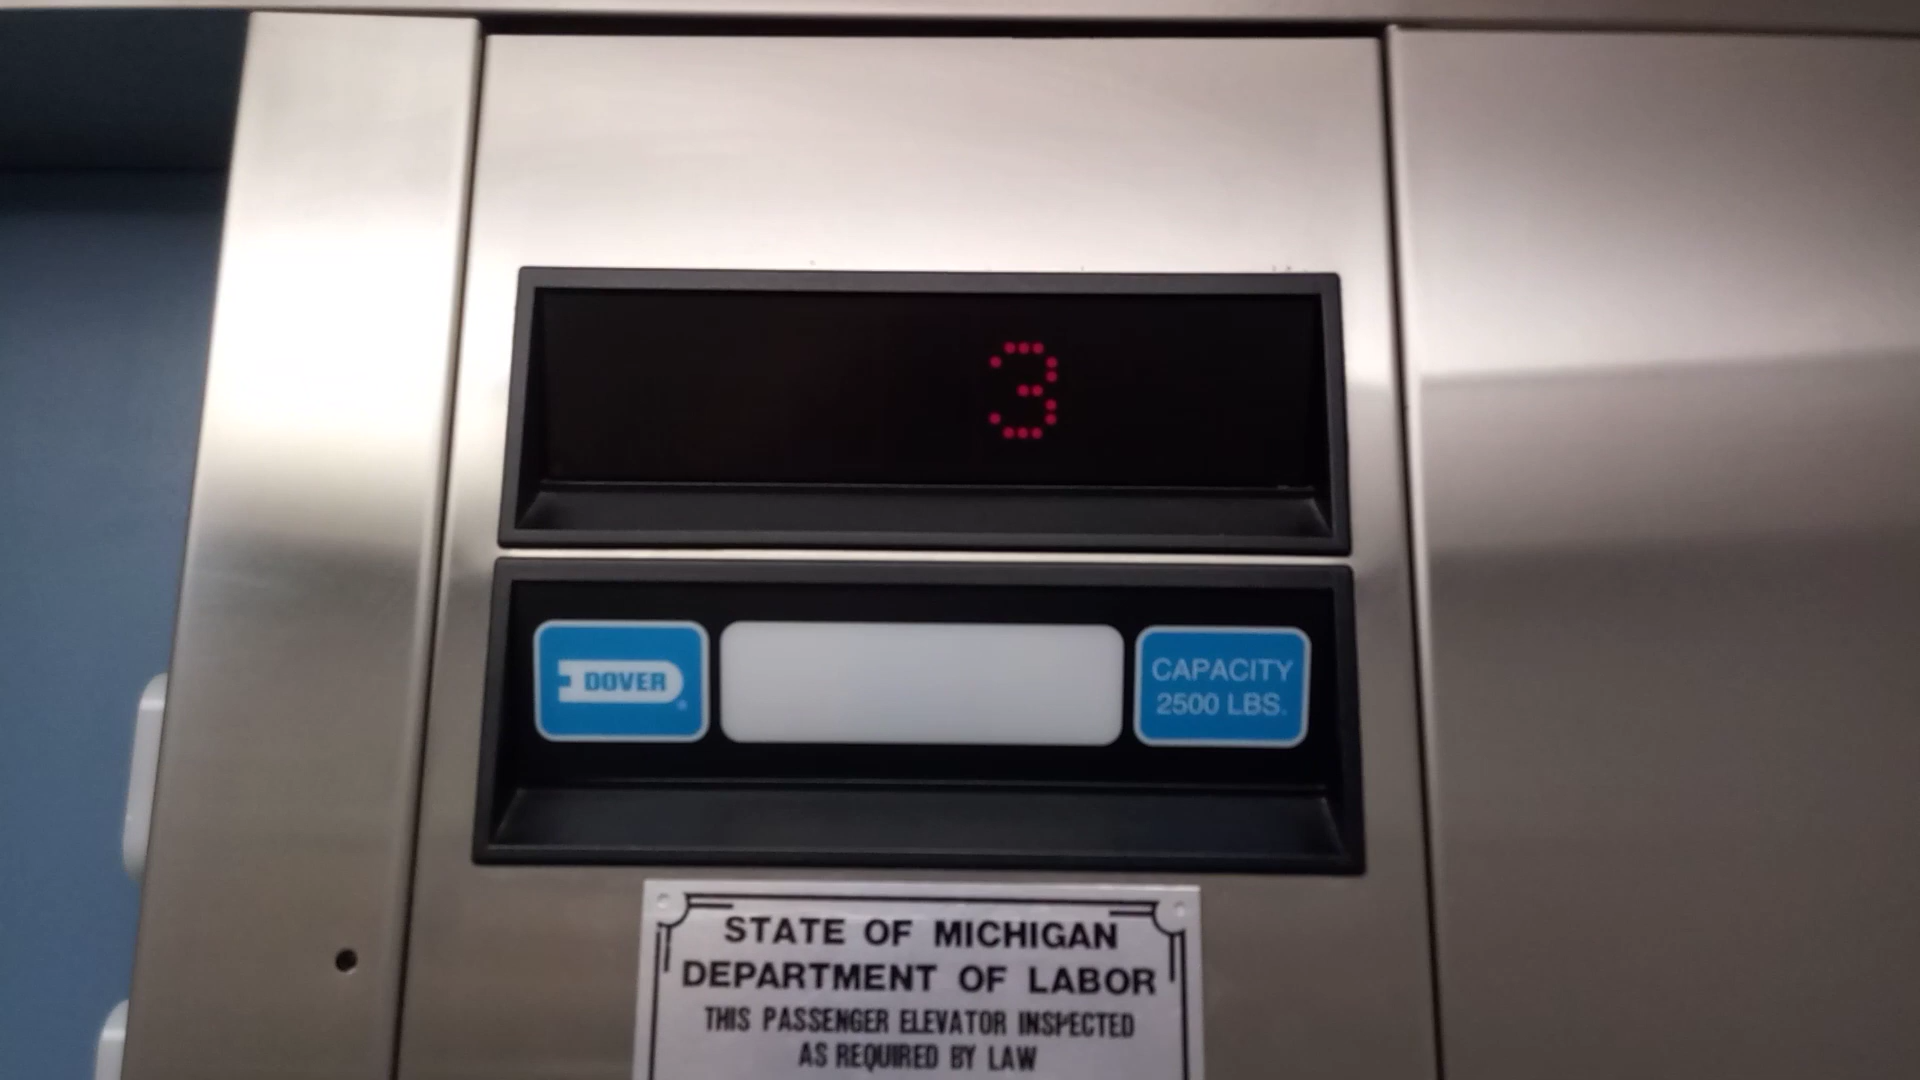 3
DOVER
CAPACITY
2500 LBS.
STATE OF MICHIGAN
DEPARTMENT OF LABOR
THIS PASSENGER ELEVATOR INSPECTED
AS REQUIRED BY LAW